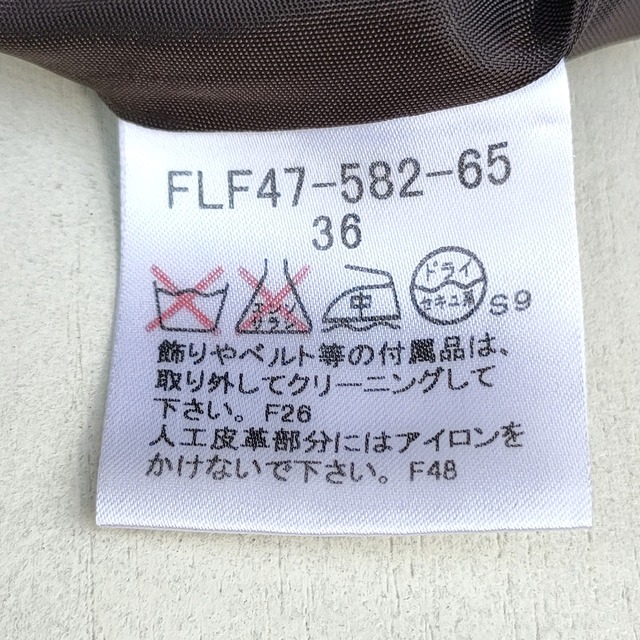 FLF47-582-65
36
エンソ
サラシ
中
ドライ
セキユ系
S9
飾りやベルト等の付属品は、
取り外してクリーニングして
下さい。F26
人工皮革部分にはアイロンを
かけないで下さい。F48